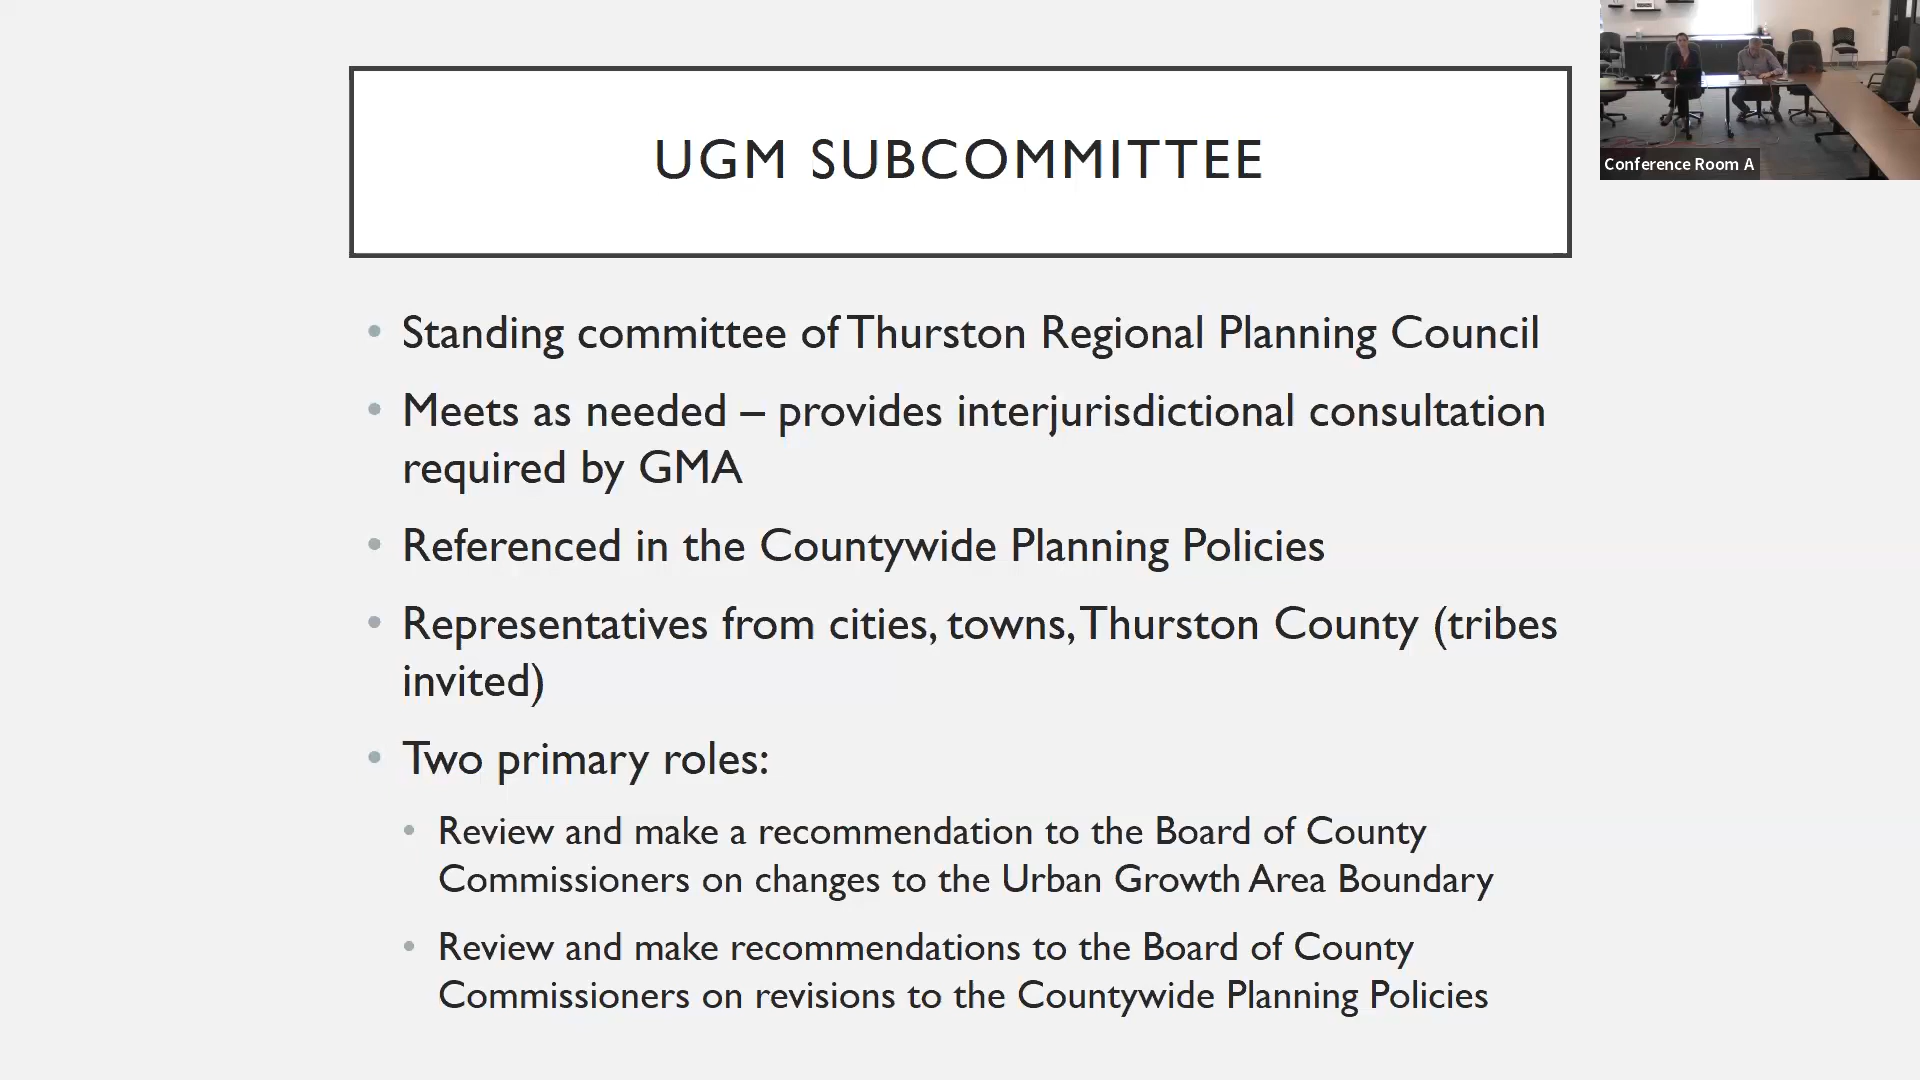 UGM SUBCOMMITTEE
Conference Room A
• Standing committee of Thurston Regional Planning Council
• Meets as needed – provides interjurisdictional consultation
required by GMA
• Referenced in the Countywide Planning Policies
• Representatives from cities, towns, Thurston County (tribes
invited)
• Two primary roles:
• Review and make a recommendation to the Board of County
Commissioners on changes to the Urban Growth Area Boundary
• Review and make recommendations to the Board of County
Commissioners on revisions to the Countywide Planning Policies